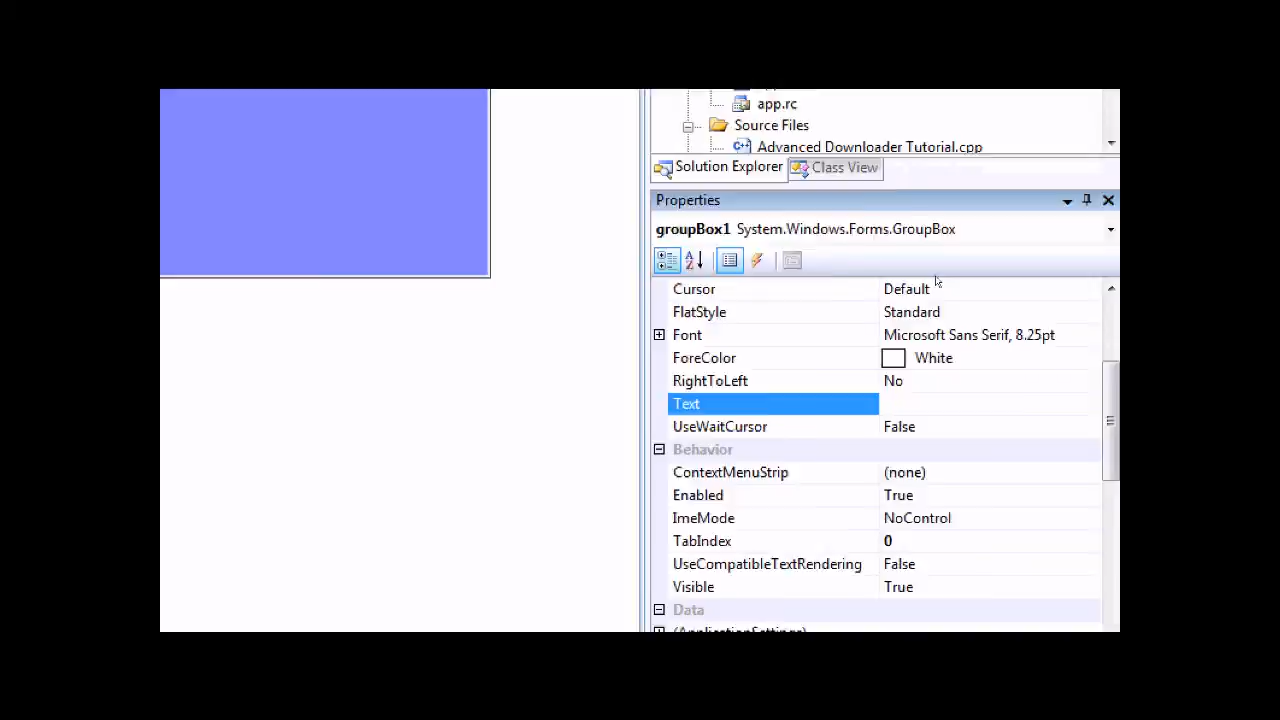 app.rc
Source Files
Advanced Downloader Tutorial.cpp
Solution Explorer Class View
Properties
groupBox1 System.Windows.Forms.GroupBox
Cursor Default
FlatStyle Standard
Font Microsoft Sans Serif, 8.25pt
ForeColor White
RightToLeft No
Text
UseWaitCursor False
Behavior
ContextMenuStrip (none)
Enabled True
ImeMode NoControl
TabIndex 0
UseCompatibleTextRendering False
Visible True
Data
(ApplicationSettings)